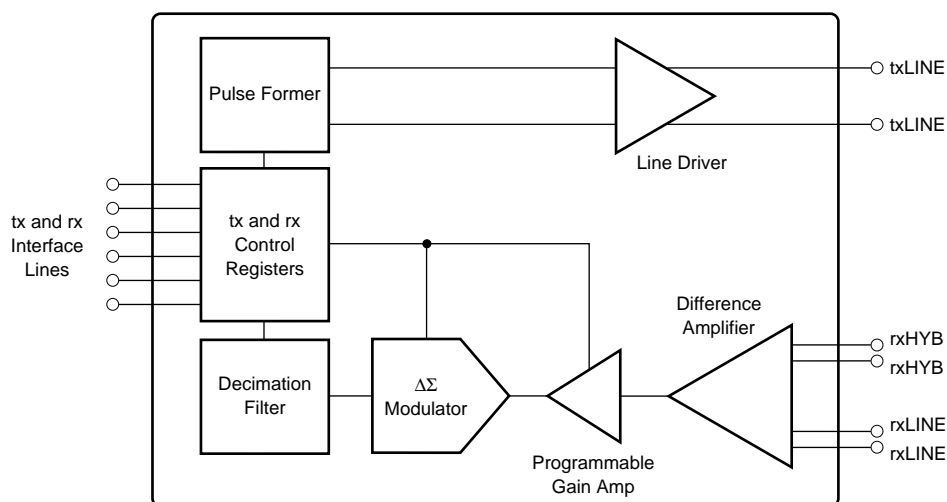 Pulse Former
txLINE
txLINE
Line Driver
tx and rx
Interface
Lines
tx and rx
Control
Registers
Difference
Amplifier
rxHYB
rxHYB
Decimation
Filter
ΔΣ
Modulator
rxLINE
rxLINE
Programmable
Gain Amp